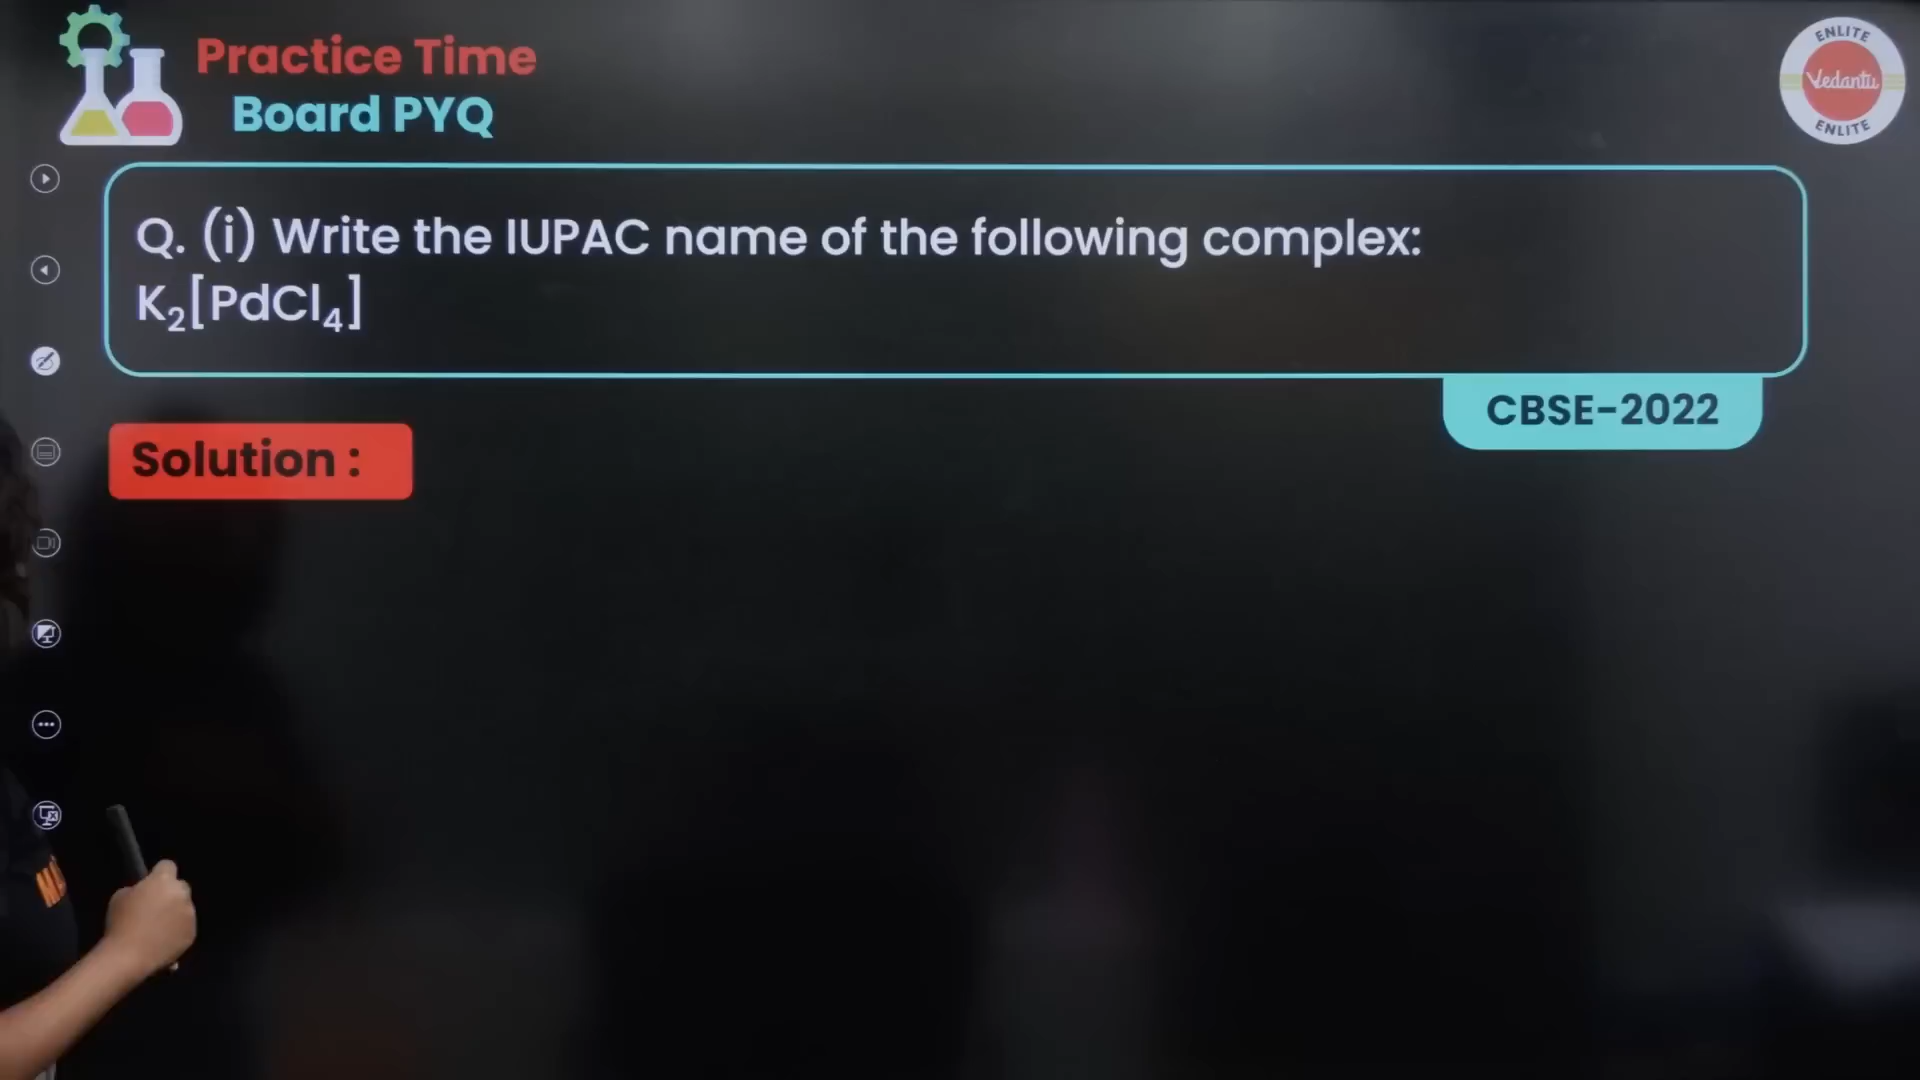 Practice Time
Board PYQ
ENLITE
Vedantu
ENLITE
Q. (i) Write the IUPAC name of the following complex:
K₂[PdCl₄]
CBSE-2022
Solution :